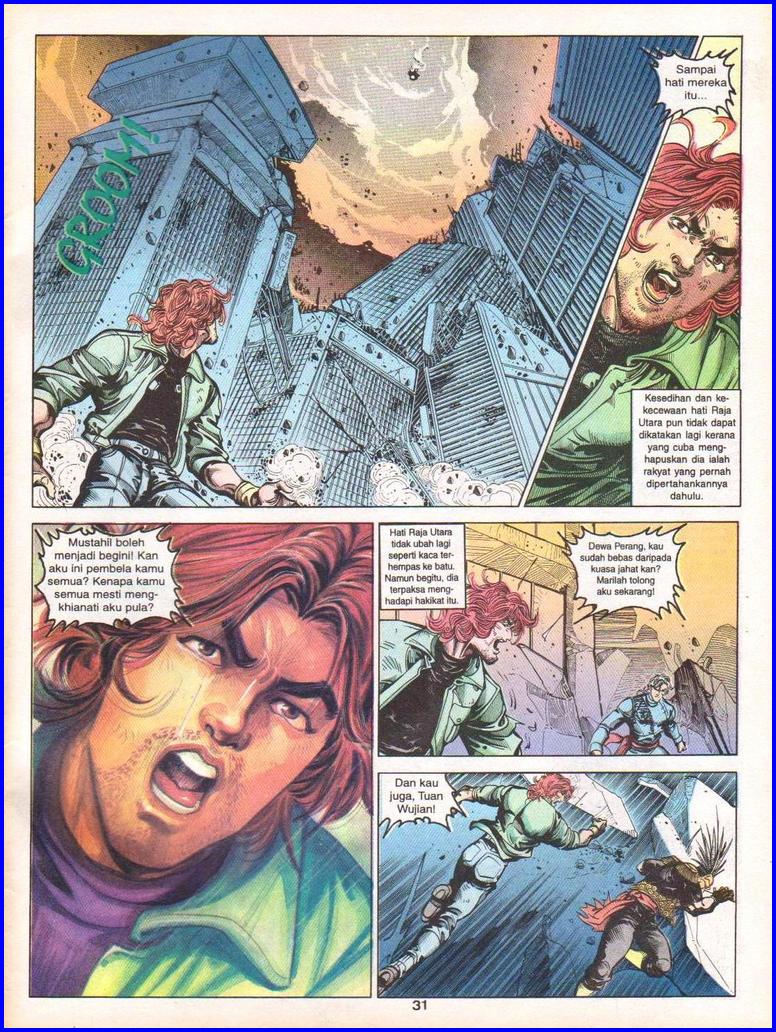 GROOM!
Sampai
hati mereka
itu...
Kesedihan dan ke-
kecewaan hati Raja
Utara pun tidak dapat
dikatakan lagi kerana
yang cuba meng-
hapuskan dia ialah
rakyat yang pernah
dipertahankannya
dahulu.
Mustahil boleh
menjadi begini! Kan
aku ini pembela kamu
semua? Kenapa kamu
semua mesti meng-
khianati aku pula?
Hati Raja Utara
tidak ubah lagi
seperti kaca ter-
hempas ke batu.
Namun begitu, dia
terpaksa meng-
hadapi hakikat itu.
Dewa Perang, kau
sudah bebas daripada
kuasa jahat kan?
Marilah tolong
aku sekarang!
Dan kau
juga, Tuan
Wujian!
31